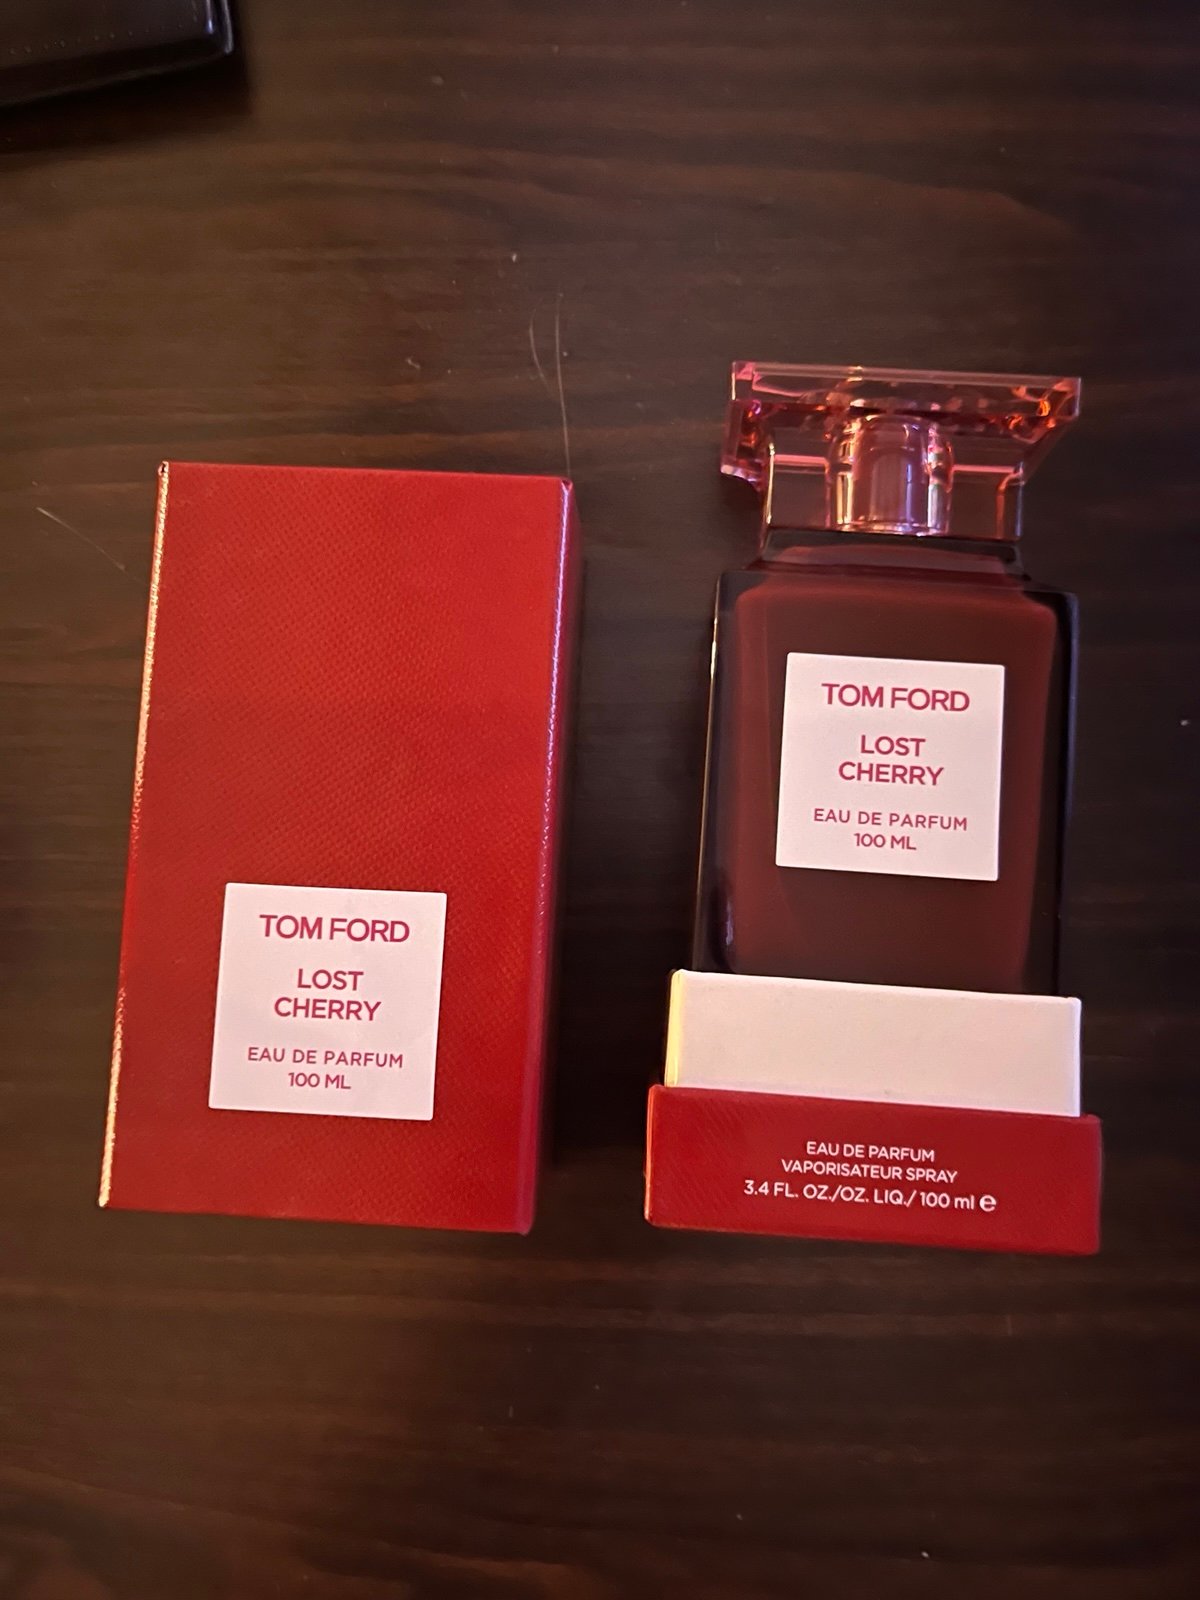 TOM FORD
LOST
CHERRY
EAU DE PARFUM
100 ML
TOM FORD
LOST
CHERRY
EAU DE PARFUM
100 ML
EAU DE PARFUM
VAPORISATEUR SPRAY
3.4 FL. OZ./OZ. LIQ./ 100 ml ℮